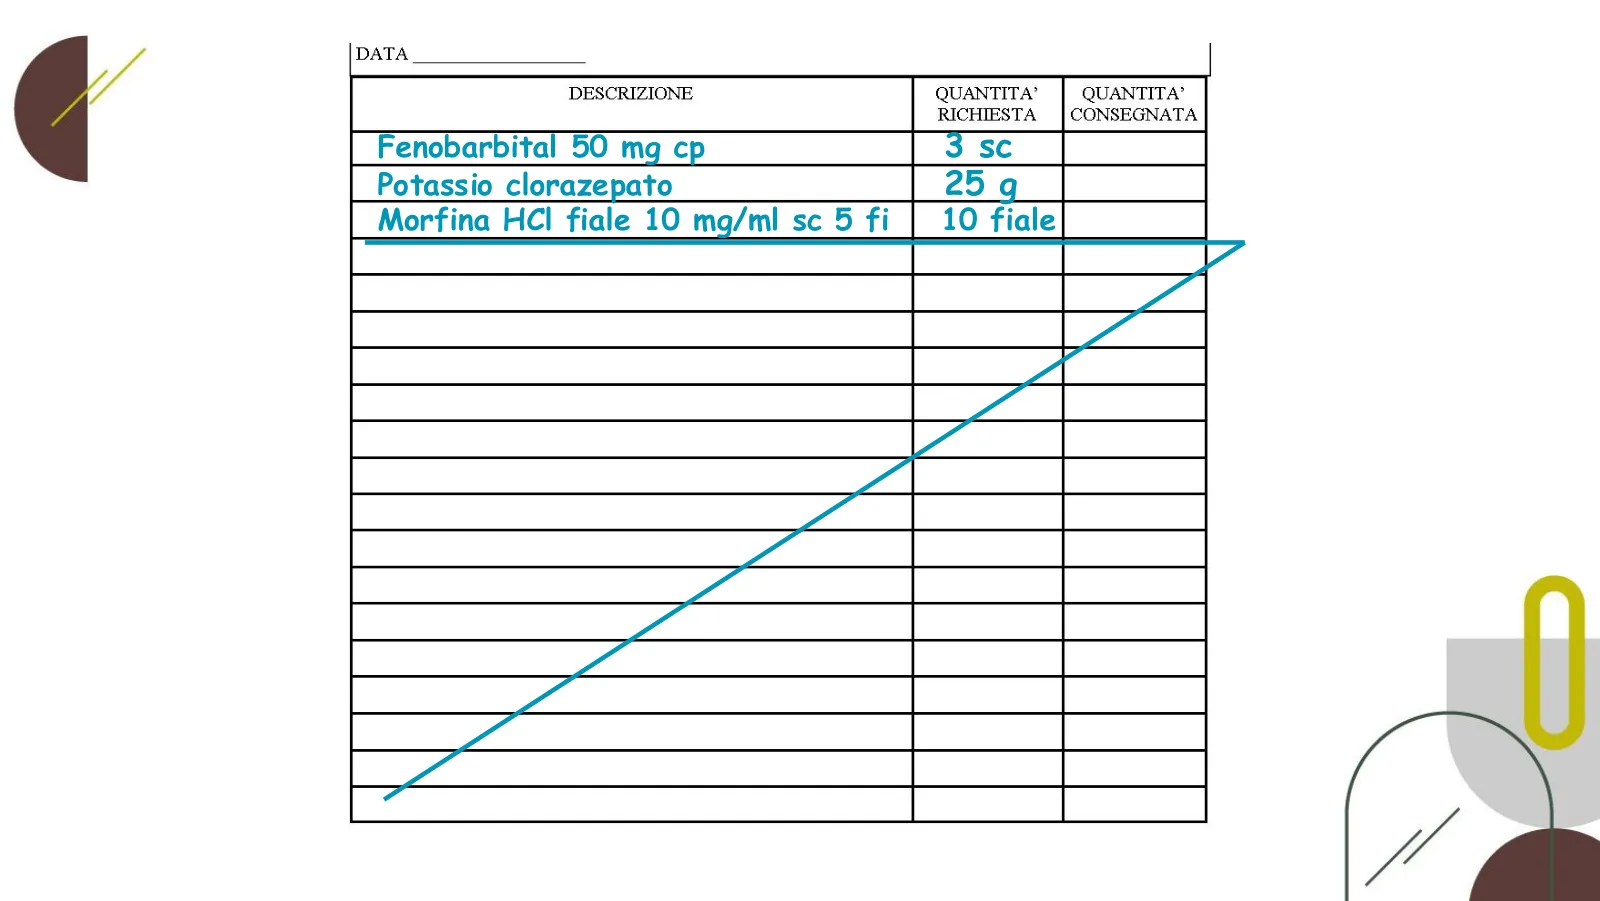 DATA __________________
DESCRIZIONE
QUANTITA’
RICHIESTA
QUANTITA’
CONSEGNATA
Fenobarbital 50 mg cp 3 sc
Potassio clorazepato 25 g
Morfina HCl fiale 10 mg/ml sc 5 fi 10 fiale